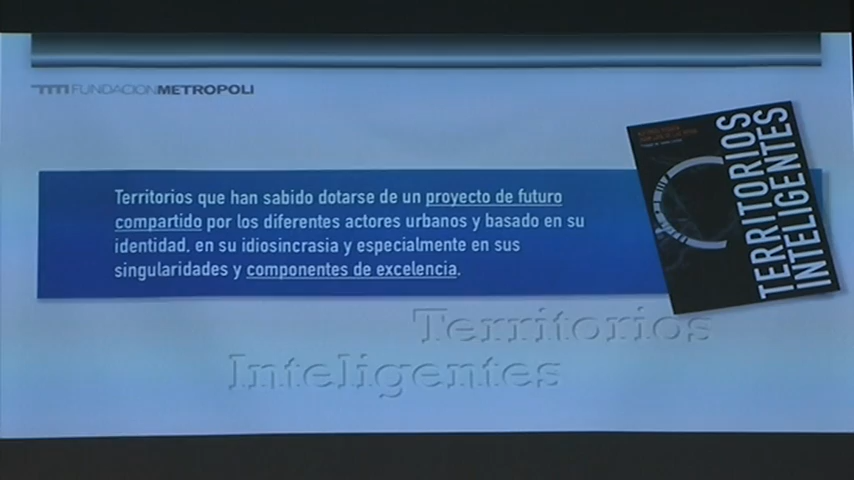 FUNDACIONMETROPOLI
Territorios que han sabido dotarse de un proyecto de futuro
compartido por los diferentes actores urbanos y basado en su
identidad, en su idiosincrasia y especialmente en sus
singularidades y componentes de excelencia.
TERRITORIOS
INTELIGENTES
Territorios
Inteligentes